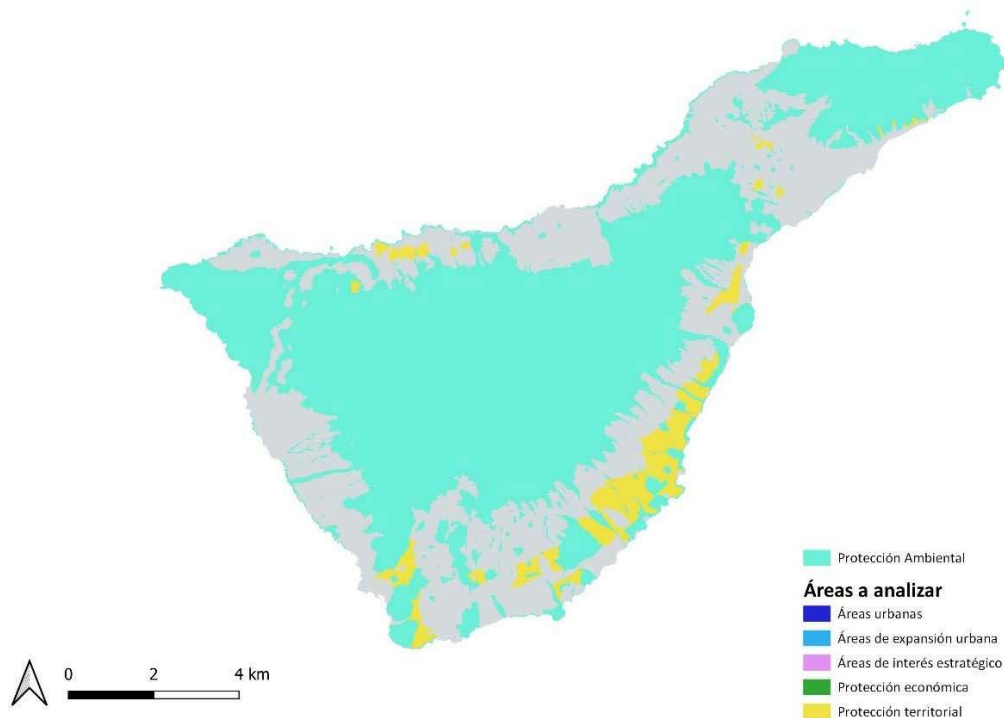 Protección Ambiental
Áreas a analizar
Áreas urbanas
Áreas de expansión urbana
Áreas de interés estratégico
Protección económica
Protección territorial
0 2 4 km